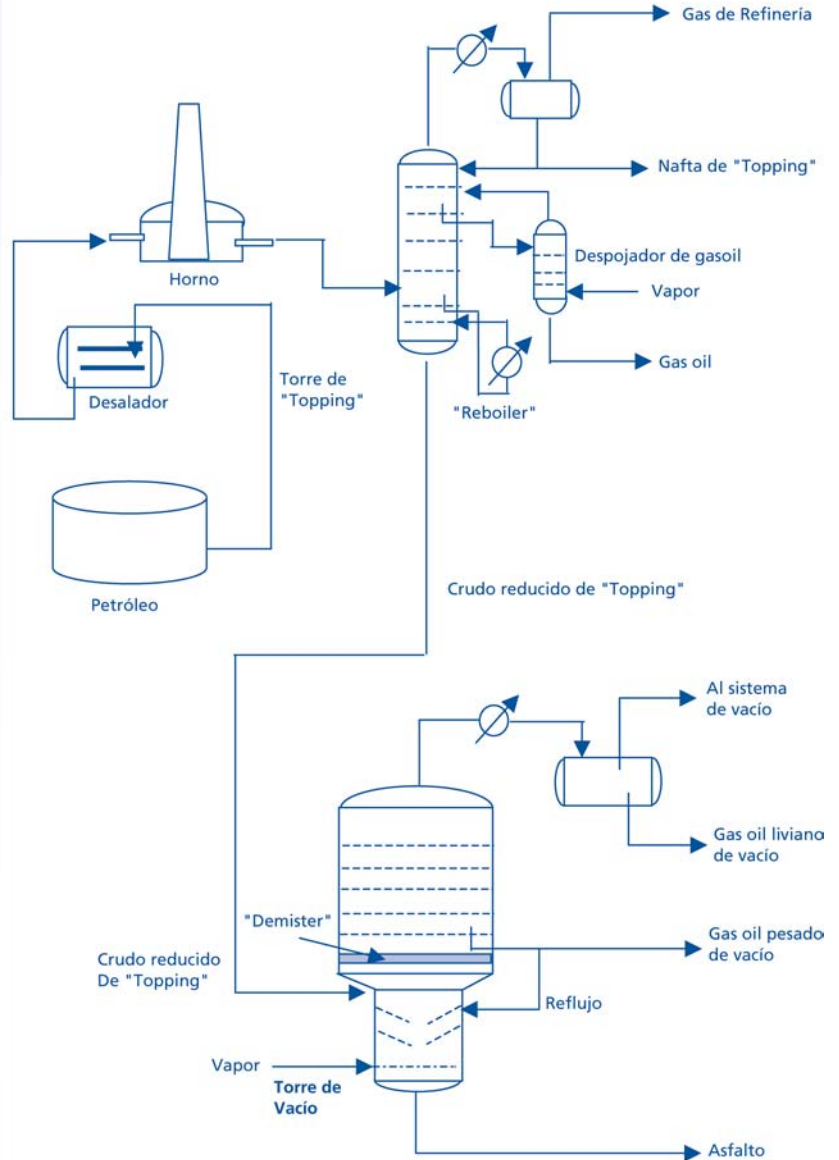 Gas de Refinería
Nafta de "Topping"
Despojador de gasoil
Vapor
Gas oil
Horno
Desalador
Torre de
"Topping"
"Reboiler"
Petróleo
Crudo reducido de "Topping"
Al sistema
de vacío
Gas oil liviano
de vacío
"Demister"
Gas oil pesado
de vacío
Crudo reducido
De "Topping"
Reflujo
Vapor
Torre de
Vacío
Asfalto